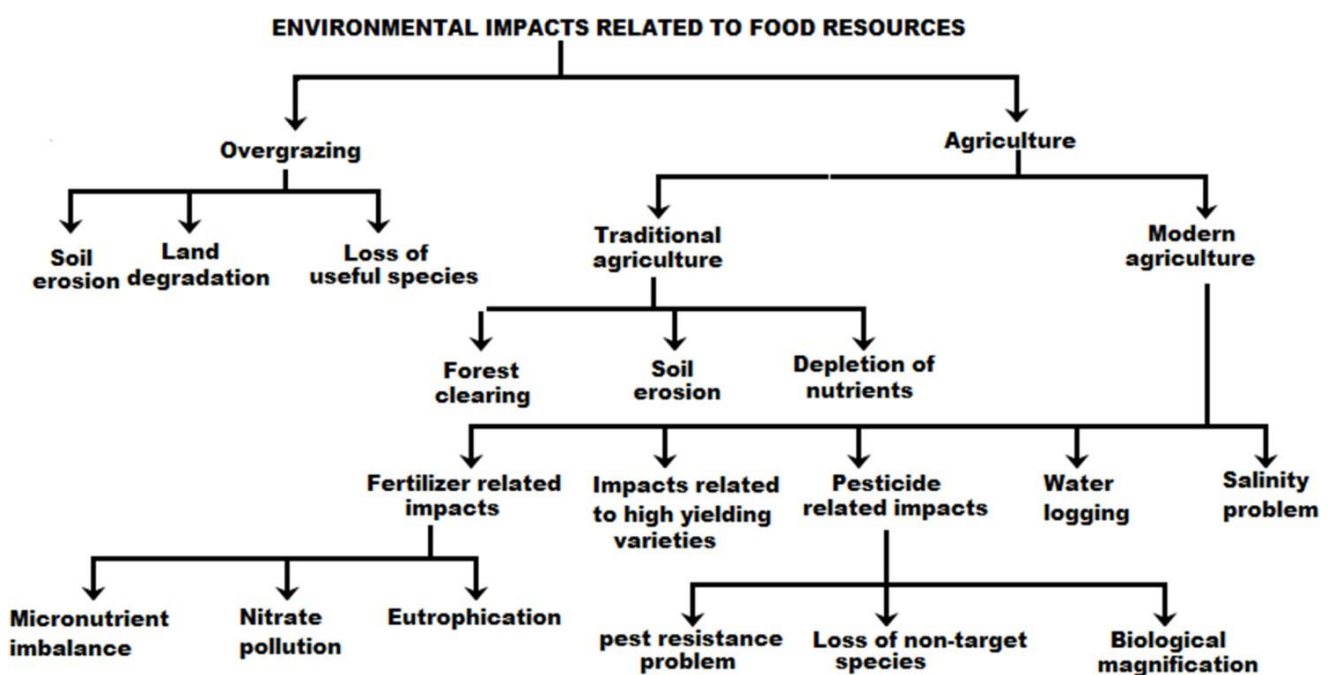 ENVIRONMENTAL IMPACTS RELATED TO FOOD RESOURCES
Overgrazing
Agriculture
Soil
erosion
Land
degradation
Loss of
useful species
Traditional
agriculture
Modern
agriculture
Forest
clearing
Soil
erosion
Depletion of
nutrients
Fertilizer related
impacts
Impacts related
to high yielding
varieties
Pesticide
related impacts
Water
logging
Salinity
problem
Micronutrient
imbalance
Nitrate
pollution
Eutrophication
pest resistance
problem
Loss of non-target
species
Biological
magnification